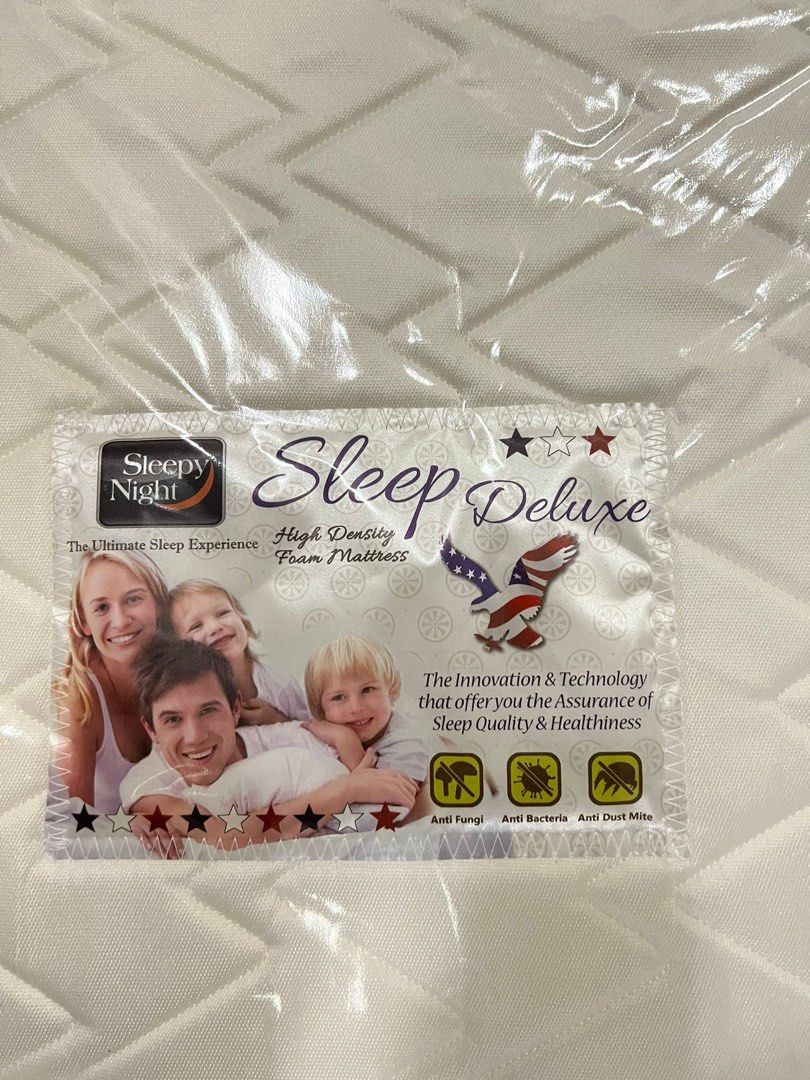 Sleepy
Night
The Ultimate Sleep Experience
Sleep Deluxe
High Density
Foam Mattress
The Innovation & Technology
that offer you the Assurance of
Sleep Quality & Healthiness
Anti Fungi
Anti Bacteria
Anti Dust Mite